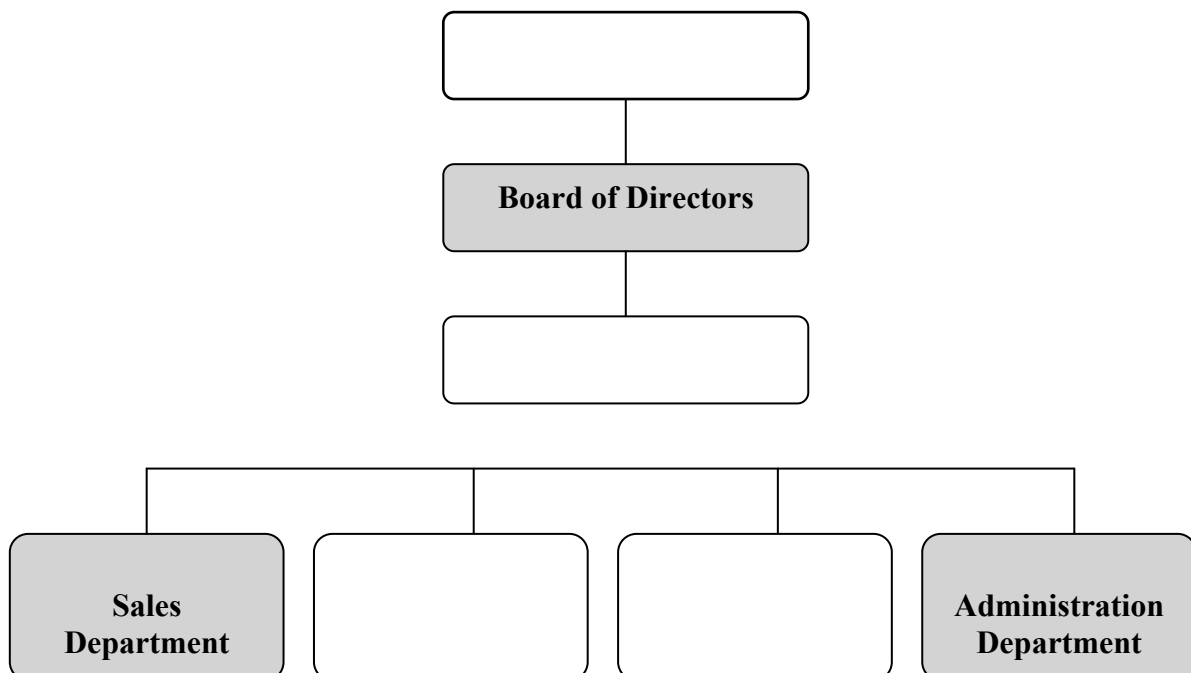 Board of Directors
Sales
Department
Administration
Department